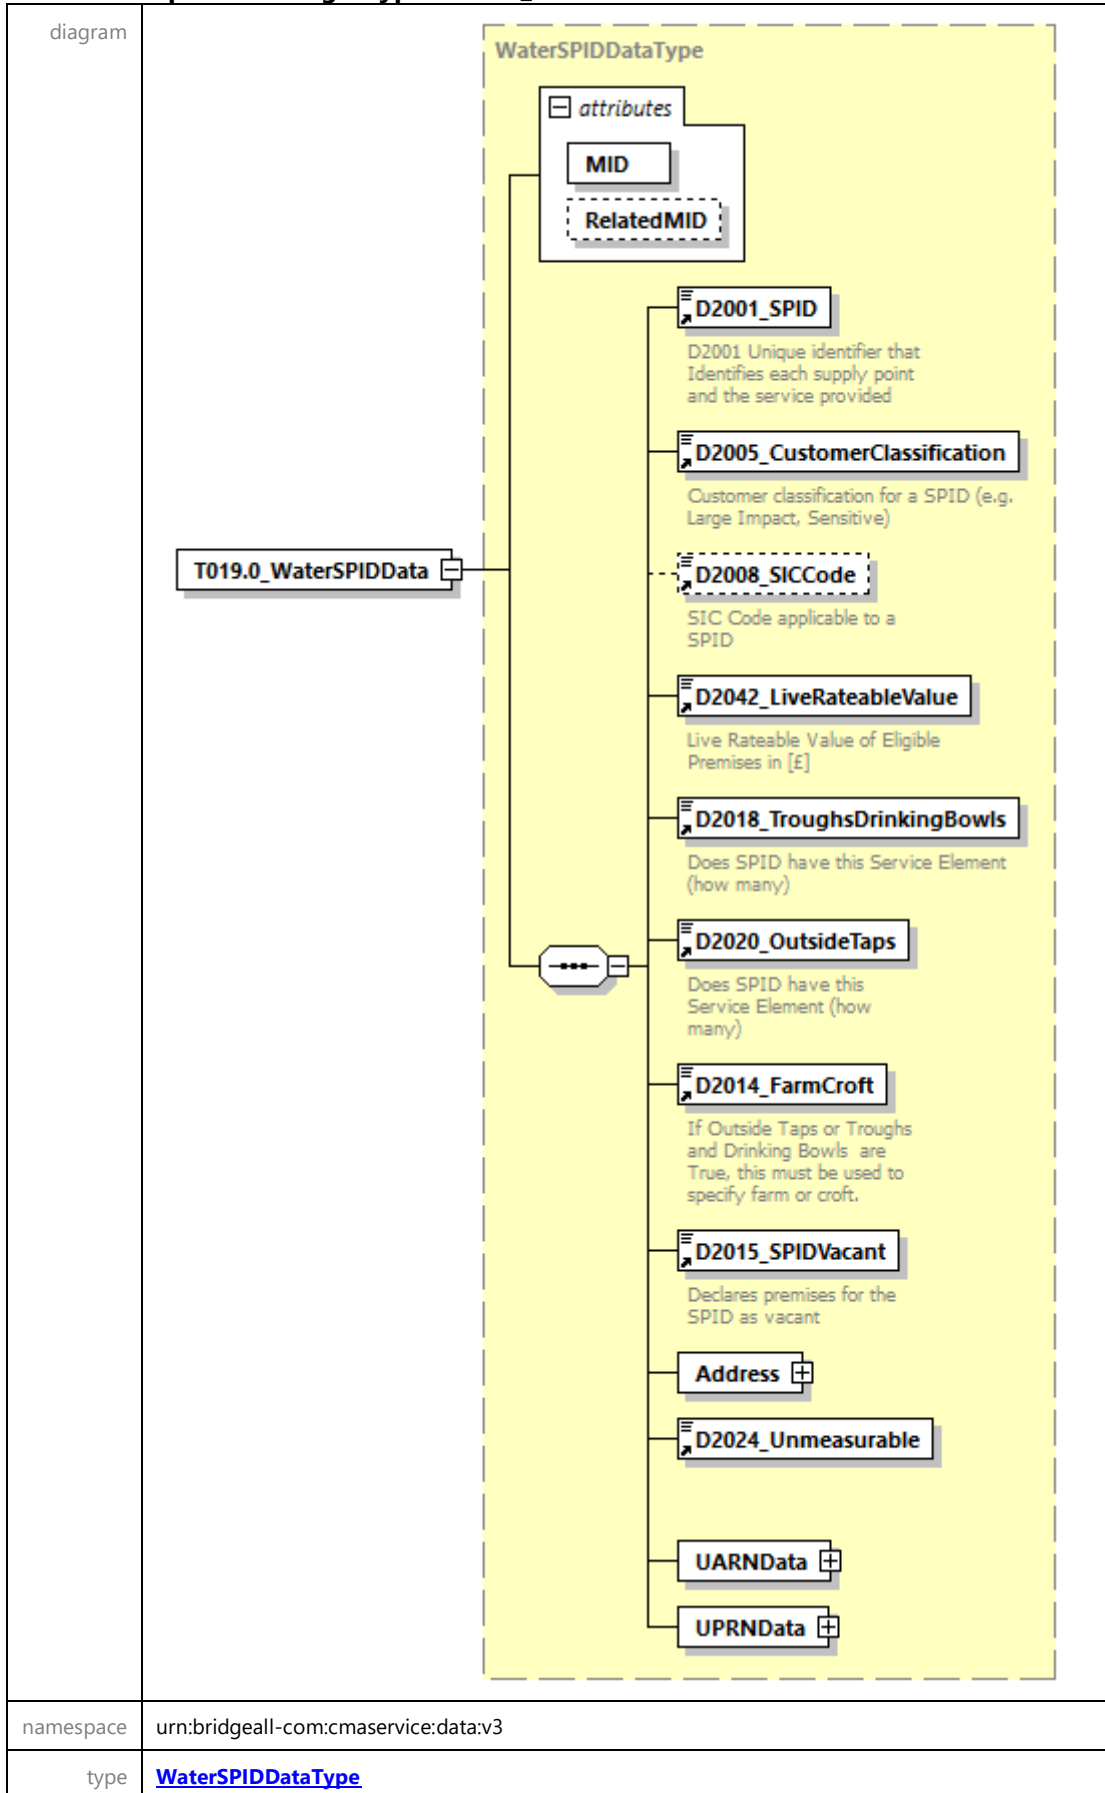 diagram
WaterSPIDDataType
attributes
MID
RelatedMID
D2001_SPID
D2001 Unique identifier that
Identifies each supply point
and the service provided
D2005_CustomerClassification
Customer classification for a SPID (e.g.
Large Impact, Sensitive)
T019.0_WaterSPIDData
D2008_SICCode
SIC Code applicable to a
SPID
D2042_LiveRateableValue
Live Rateable Value of Eligible
Premises in [£]
D2018_TroughsDrinkingBowls
Does SPID have this Service Element
(how many)
D2020_OutsideTaps
Does SPID have this
Service Element (how
many)
D2014_FarmCroft
If Outside Taps or Troughs
and Drinking Bowls are
True, this must be used to
specify farm or croft.
D2015_SPIDVacant
Declares premises for the
SPID as vacant
Address
D2024_Unmeasurable
UARNData
UPRNData
namespace urn:bridgeall-com:cmaservice:data:v3
type WaterSPIDDataType